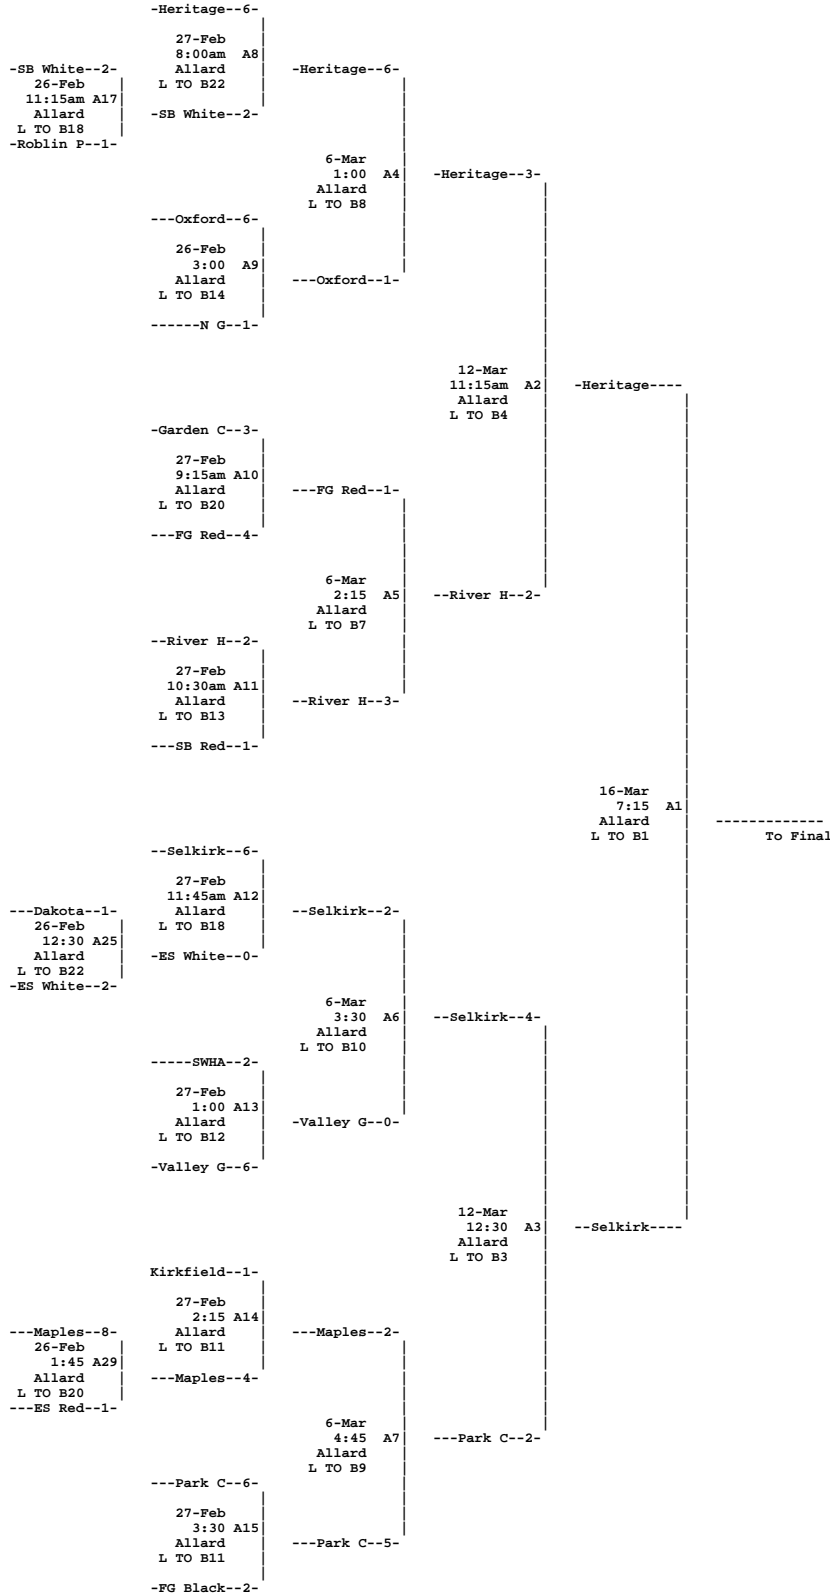 -Heritage--6-
27-Feb
8:00am A8
-SB White--2- Allard -Heritage--6-
26-Feb L TO B22
11:15am A17
Allard -SB White--2-
L TO B18
-Roblin P--1-
6-Mar
1:00 A4 -Heritage--3-
Allard
L TO B8
---Oxford--6-
26-Feb
3:00 A9
Allard ---Oxford--1-
L TO B14
------N G--1-
12-Mar
11:15am A2 -Heritage----
Allard
L TO B4
-Garden C--3-
27-Feb
9:15am A10
Allard ---FG Red--1-
L TO B20
---FG Red--4-
6-Mar
2:15 A5 --River H--2-
Allard
L TO B7
--River H--2-
27-Feb
10:30am A11
Allard --River H--3-
L TO B13
---SB Red--1-
16-Mar
7:15 A1
Allard -------------
L TO B1 To Final
--Selkirk--6-
27-Feb
11:45am A12
---Dakota--1- Allard --Selkirk--2-
26-Feb L TO B18
12:30 A25
Allard -ES White--0-
L TO B22
-ES White--2-
6-Mar
3:30 A6 --Selkirk--4-
Allard
L TO B10
-----SWHA--2-
27-Feb
1:00 A13
Allard -Valley G--0-
L TO B12
-Valley G--6-
12-Mar
12:30 A3 --Selkirk----
Allard
L TO B3
Kirkfield--1-
27-Feb
2:15 A14
---Maples--8- Allard ---Maples--2-
26-Feb L TO B11
1:45 A29
Allard ---Maples--4-
L TO B20
---ES Red--1-
6-Mar
4:45 A7 ---Park C--2-
Allard
L TO B9
---Park C--6-
27-Feb
3:30 A15
Allard ---Park C--5-
L TO B11
-FG Black--2-